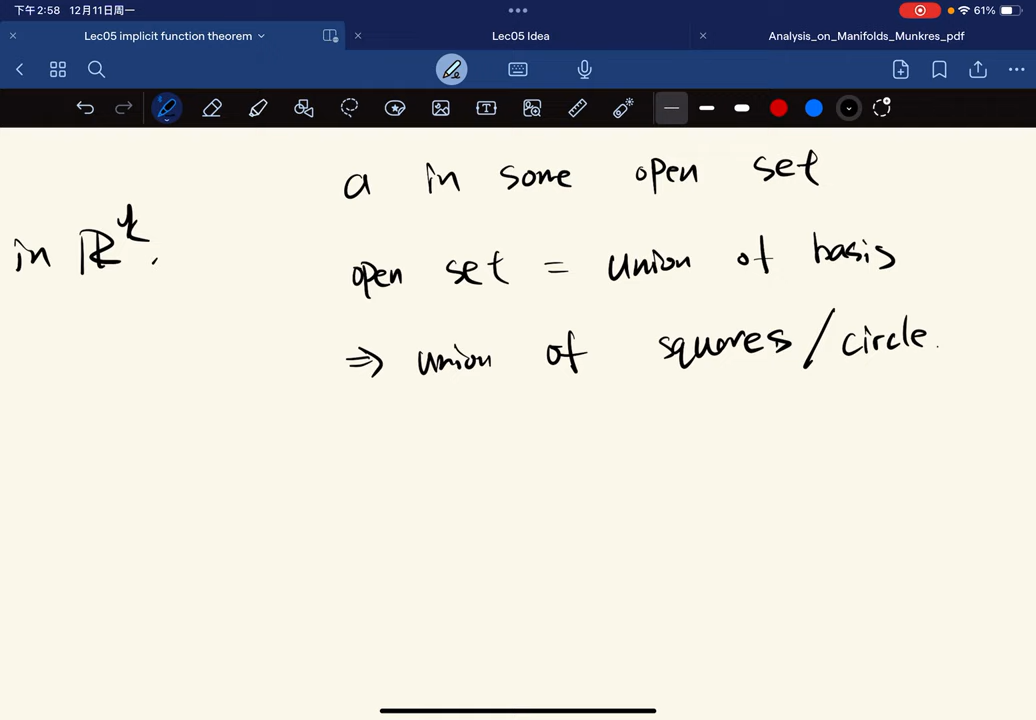 下午2:58 12月11日周一
61%
Lec05 implicit function theorem
Lec05 Idea
Analysis_on_Manifolds_Munkres_pdf
a in some open set
in ℝᵏ.
open set = union of basis
⇒ union of squares/circle.